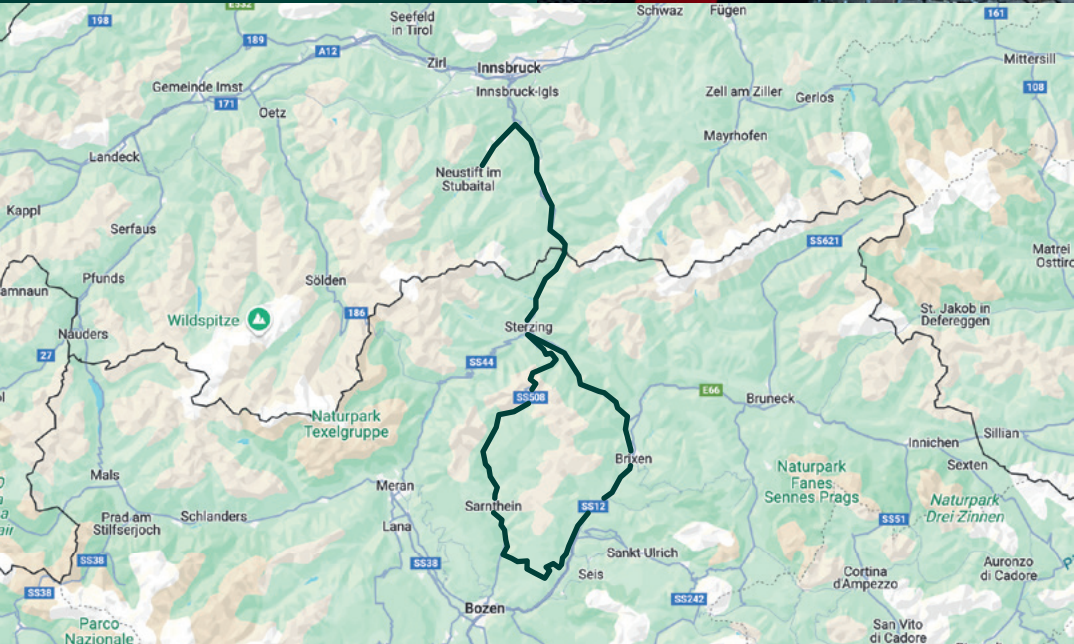 E532
Schwaz
Fügen
198
Seefeld
in Tirol
161
189
A12
Zirl
Innsbruck
Mittersill
Gemeinde Imst
Innsbruck-Igls
Zell am Ziller
Gerlos
108
171
Oetz
Mayrhofen
Landeck
Neustift im
Stubaital
Kappl
Serfaus
SS621
Matrei
Osttiro
amnaun
Pfunds
Sölden
Wildspitze
186
St. Jakob in
Defereggen
Nauders
Sterzing
27
SS44
E66
SS508
Bruneck
Naturpark
Texelgruppe
Innichen
Sillian
Brixen
Sexten
Mals
Meran
Naturpark
Fanes
Sennes Prags
Naturpark
Drei Zinnen
Sarnthein
SS12
Prad am
Stilfserjoch
Schlanders
Lana
SS51
SS38
SS38
Sankt Ulrich
Auronzo
di Cadore
Seis
Cortina
d'Ampezzo
SS38
SS242
Bozen
Parco
Nazionale
San Vito
di Cadore